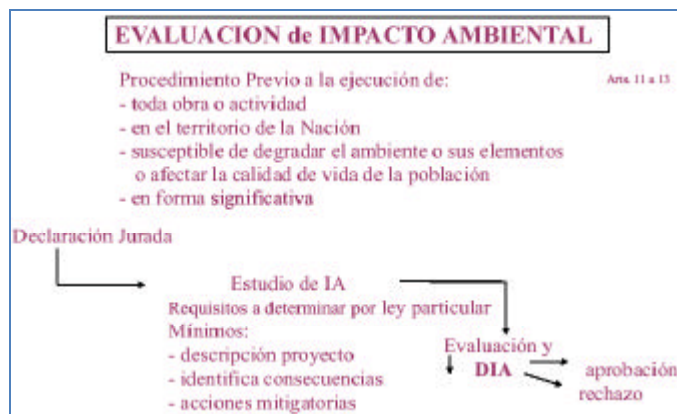 EVALUACION de IMPACTO AMBIENTAL
Procedimiento Previo a la ejecución de:
Arts. 11 a 13
- toda obra o actividad
- en el territorio de la Nación
- susceptible de degradar el ambiente o sus elementos
o afectar la calidad de vida de la población
- en forma significativa
Declaración Jurada
Estudio de IA
Requisitos a determinar por ley particular
Mínimos:
- descripción proyecto
- identifica consecuencias
- acciones mitigatorias
Evaluación y
DIA
aprobación
rechazo